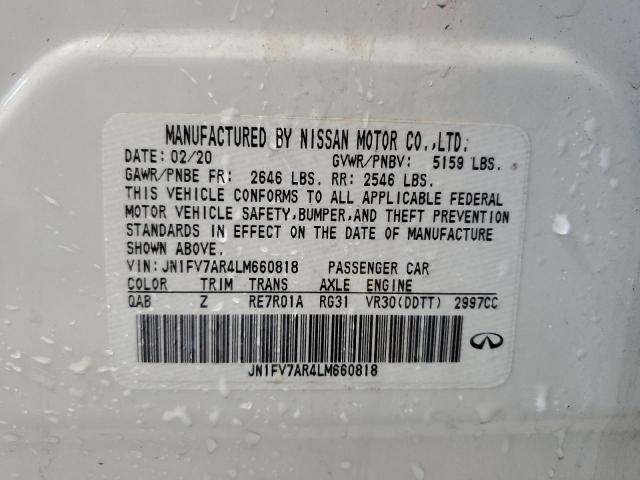 MANUFACTURED BY NISSAN MOTOR CO.,LTD.
DATE: 02/20 GVWR/PNBV: 5159 LBS.
GAWR/PNBE FR: 2646 LBS. RR: 2546 LBS.
THIS VEHICLE CONFORMS TO ALL APPLICABLE FEDERAL
MOTOR VEHICLE SAFETY,BUMPER,AND THEFT PREVENTION
STANDARDS IN EFFECT ON THE DATE OF MANUFACTURE
SHOWN ABOVE.
VIN: JN1FV7AR4LM660818 PASSENGER CAR
COLOR TRIM TRANS AXLE ENGINE
QAB Z RE7R01A RG31 VR30(DDTT) 2997CC
JN1FV7AR4LM660818